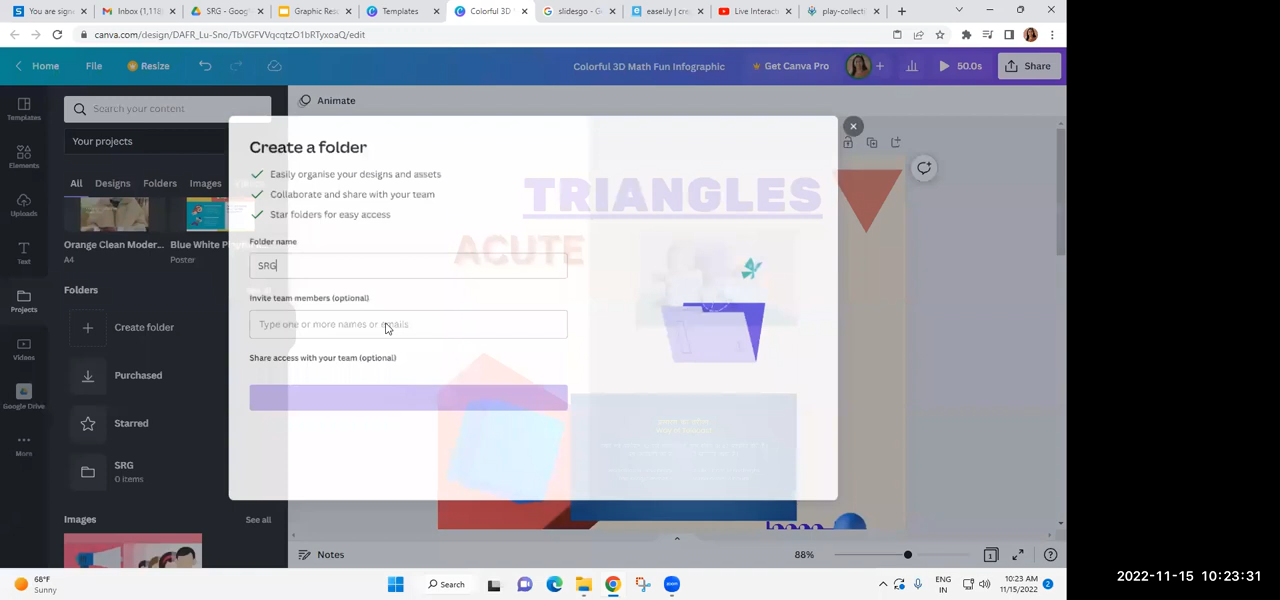 You are sign
Inbox (1,118)
SRG - Goog
Graphic Res
Templates
Colorful 3D
slidesgo - G
easel.ly | cre
Live Interact
play-collecti
canva.com/design/DAFR_Lu-Sno/TbVGFVVqcqtzO1bRTyxoaQ/edit
Home
File
Resize
Colorful 3D Math Fun Infographic
Get Canva Pro
50.0s
Share
Templates
Elements
Uploads
Text
Projects
Videos
Google Drive
More
Search your content
Your projects
All
Designs
Folders
Images
Orange Clean Moder...
A4
Blue White P
Poster
Folders
Create folder
Purchased
Starred
SRG
0 items
Images
See all
Animate
Create a folder
Easily organise your designs and assets
Collaborate and share with your team
Star folders for easy access
Folder name
SRG
Invite team members (optional)
Type one or more names or emails
Share access with your team (optional)
TRIANGLES
ACUTE
Notes
88%
1
68°F
Sunny
Search
ENG
IN
10:23 AM
11/15/2022
2
2022-11-15 10:23:31